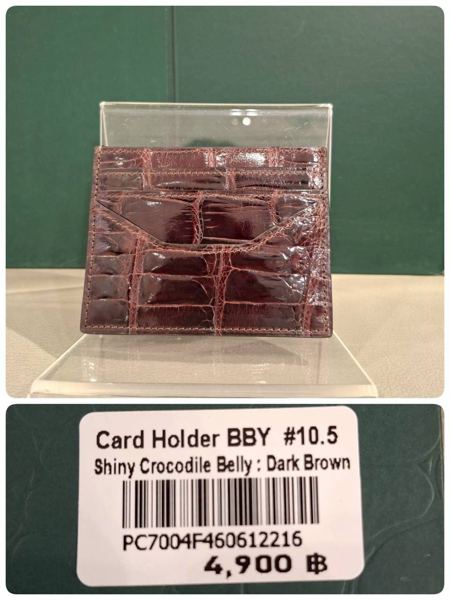 Card Holder BBY #10.5
Shiny Crocodile Belly : Dark Brown
PC7004F460612216
4,900 ฿